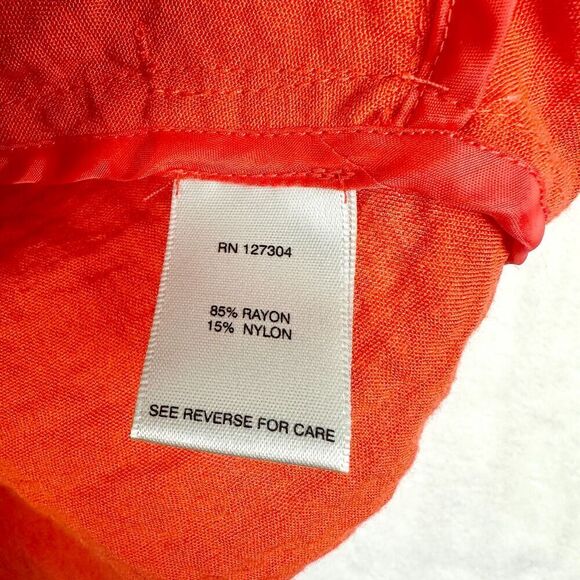 RN 127304
85% RAYON
15% NYLON
SEE REVERSE FOR CARE